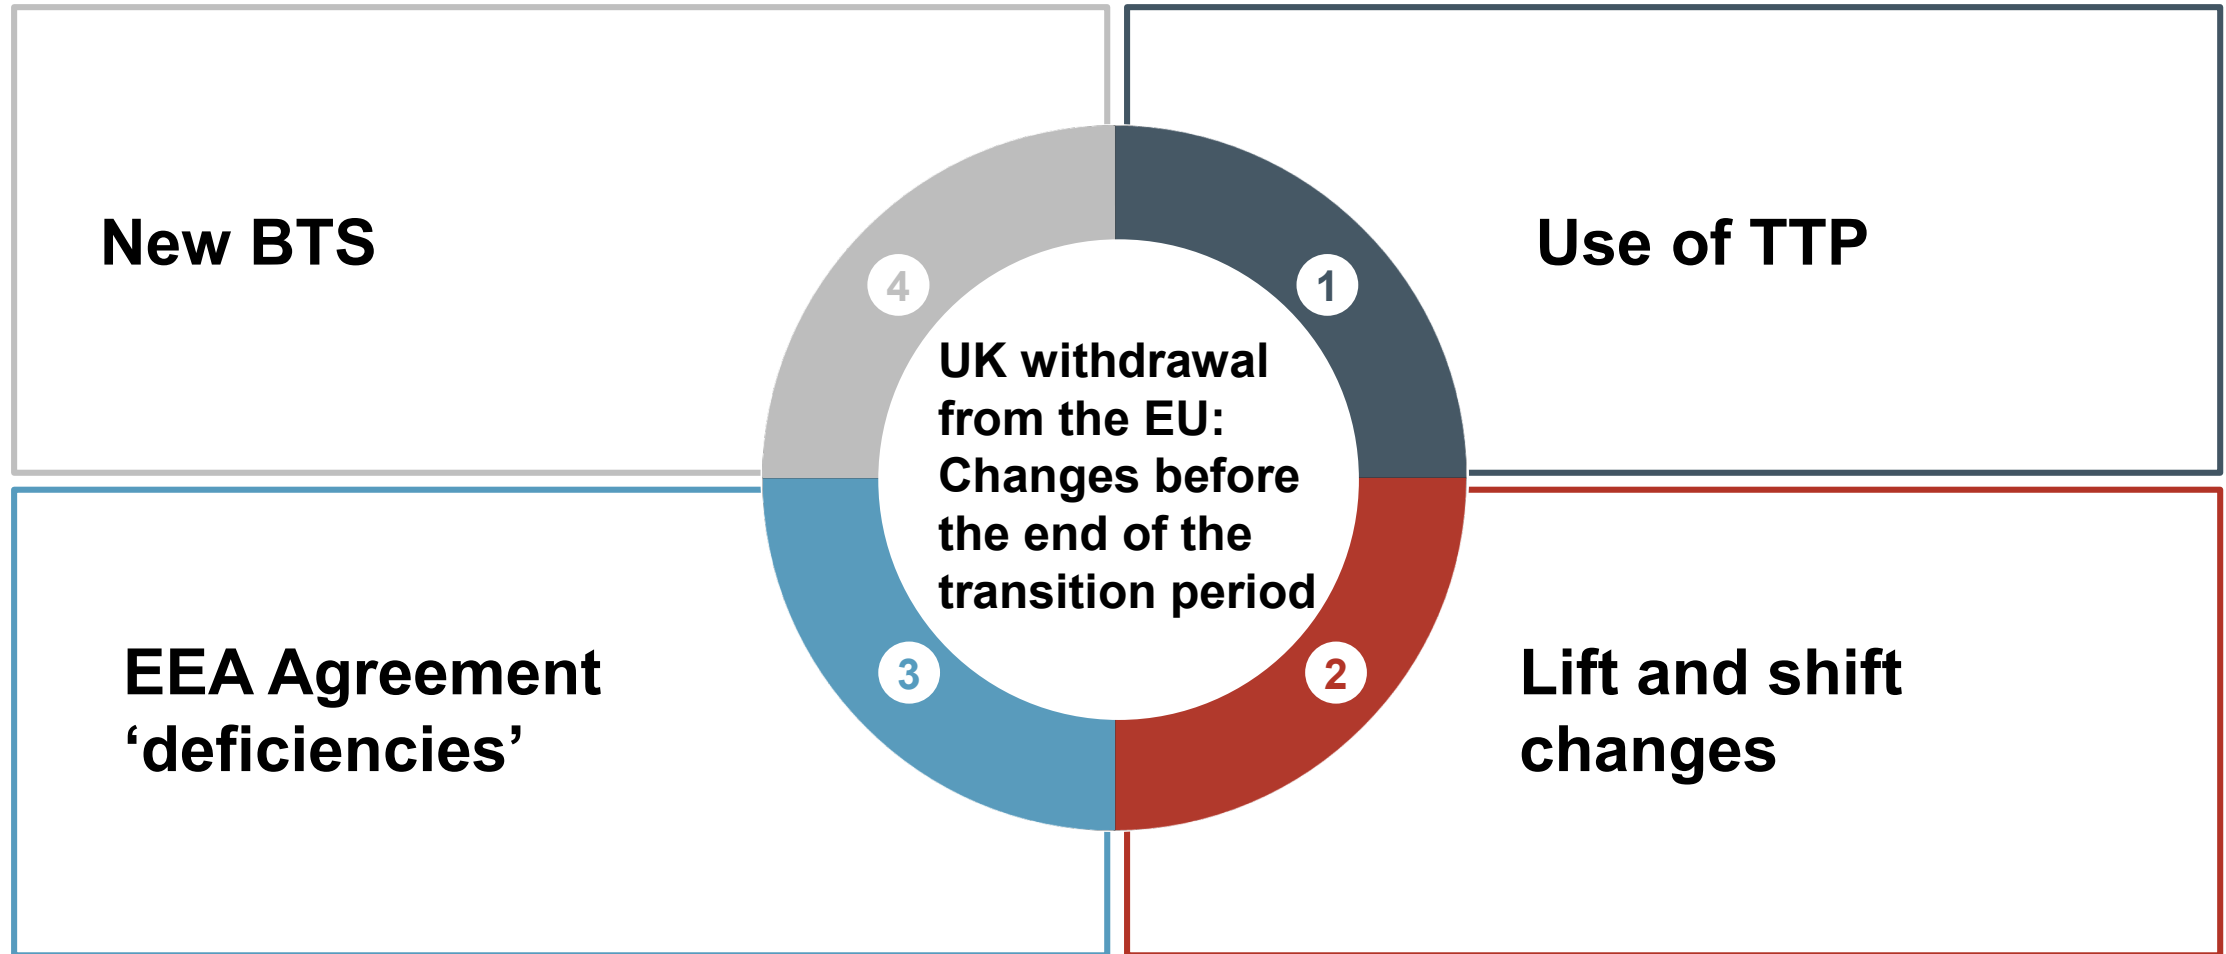 New BTS
Use of TTP
4
1
UK withdrawal
from the EU:
Changes before
the end of the
transition period
EEA Agreement
‘deficiencies’
3
2
Lift and shift
changes